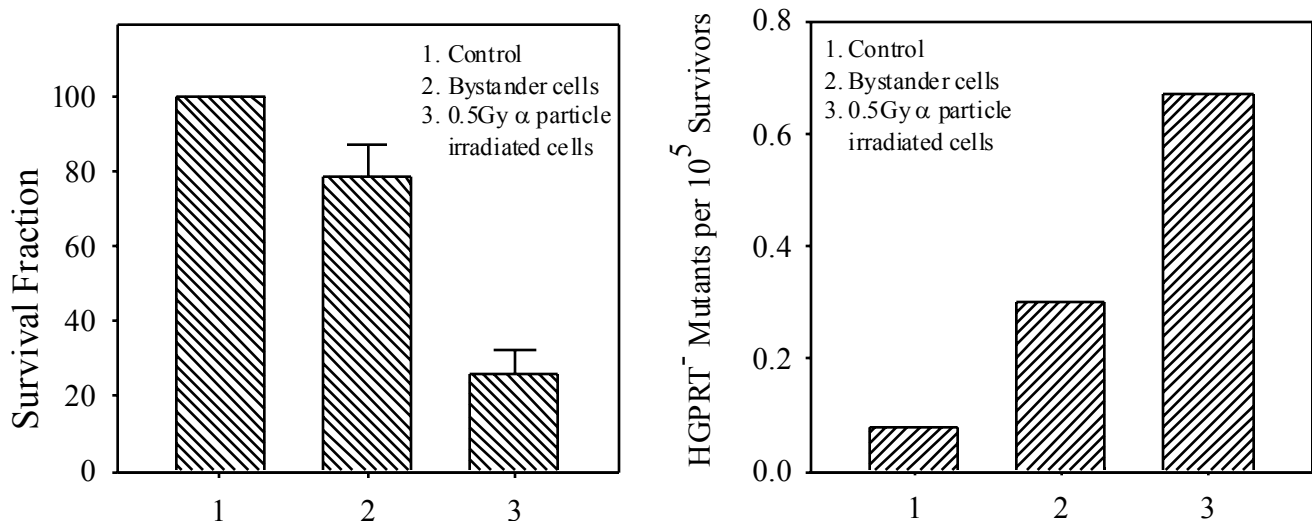 Survival Fraction
100
80
60
40
20
0
1. Control
2. Bystander cells
3. 0.5Gy α particle
irradiated cells
1
2
3
HGPRT⁻ Mutants per 10⁵ Survivors
0.8
0.6
0.4
0.2
0.0
1. Control
2. Bystander cells
3. 0.5Gy α particle
irradiated cells
1
2
3